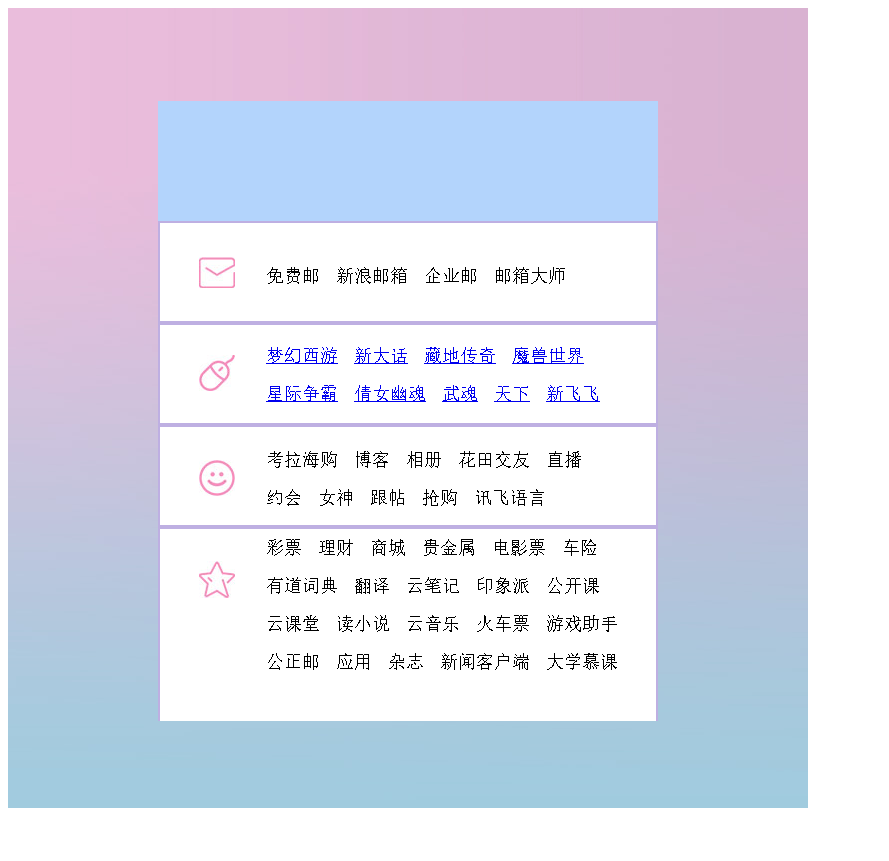 免费邮 新浪邮箱 企业邮 邮箱大师
梦幻西游 新大话 藏地传奇 魔兽世界
星际争霸 倩女幽魂 武魂 天下 新飞飞
考拉海购 博客 相册 花田交友 直播
约会 女神 跟帖 抢购 讯飞语言
彩票 理财 商城 贵金属 电影票 车险
有道词典 翻译 云笔记 印象派 公开课
云课堂 读小说 云音乐 火车票 游戏助手
公正邮 应用 杂志 新闻客户端 大学慕课